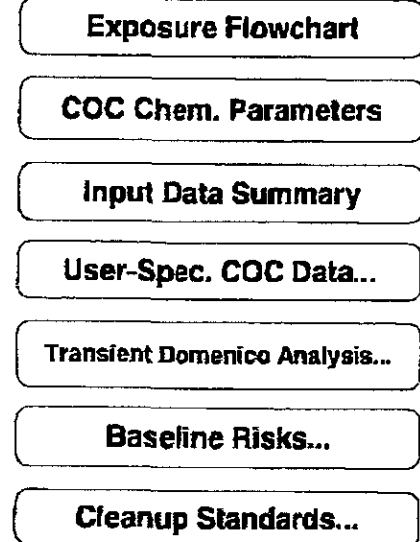 Exposure Flowchart
COC Chem. Parameters
Input Data Summary
User-Spec. COC Data...
Transient Domenico Analysis...
Baseline Risks...
Cleanup Standards...